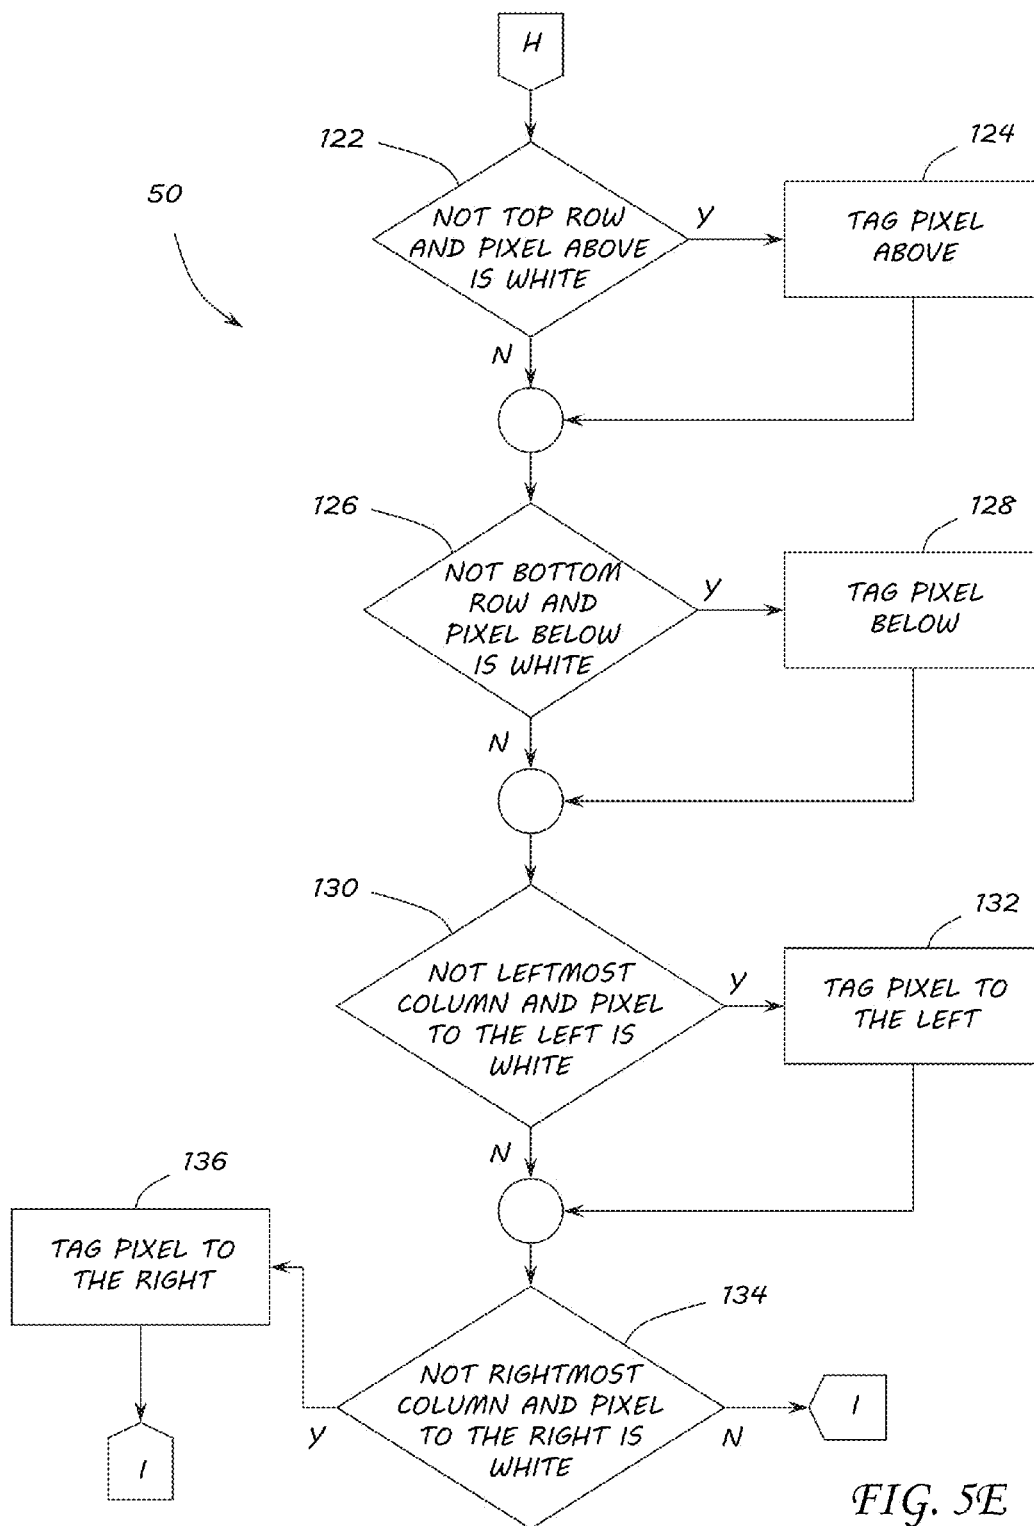 H
122
124
50
NOT TOP ROW
AND PIXEL ABOVE
IS WHITE
Y
TAG PIXEL
ABOVE
N
126
128
NOT BOTTOM
ROW AND
PIXEL BELOW
IS WHITE
Y
TAG PIXEL
BELOW
N
130
132
NOT LEFTMOST
COLUMN AND PIXEL
TO THE LEFT IS
WHITE
Y
TAG PIXEL TO
THE LEFT
N
136
TAG PIXEL TO
THE RIGHT
134
NOT RIGHTMOST
COLUMN AND PIXEL
TO THE RIGHT IS
WHITE
Y
N
I
I
FIG. 5E